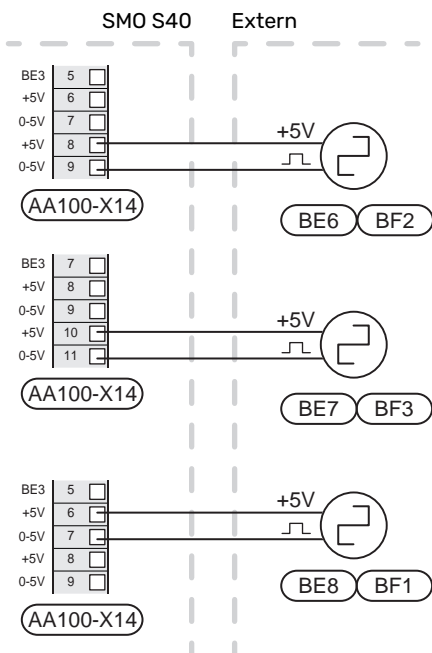 SMO S40 Extern
BE3 5
+5V 6
0-5V 7
+5V 8
0-5V 9
+5V
AA100-X14
BE6 BF2
BE3 7
+5V 8
0-5V 9
+5V 10
0-5V 11
+5V
AA100-X14
BE7 BF3
BE3 5
+5V 6
0-5V 7
+5V 8
0-5V 9
+5V
AA100-X14
BE8 BF1